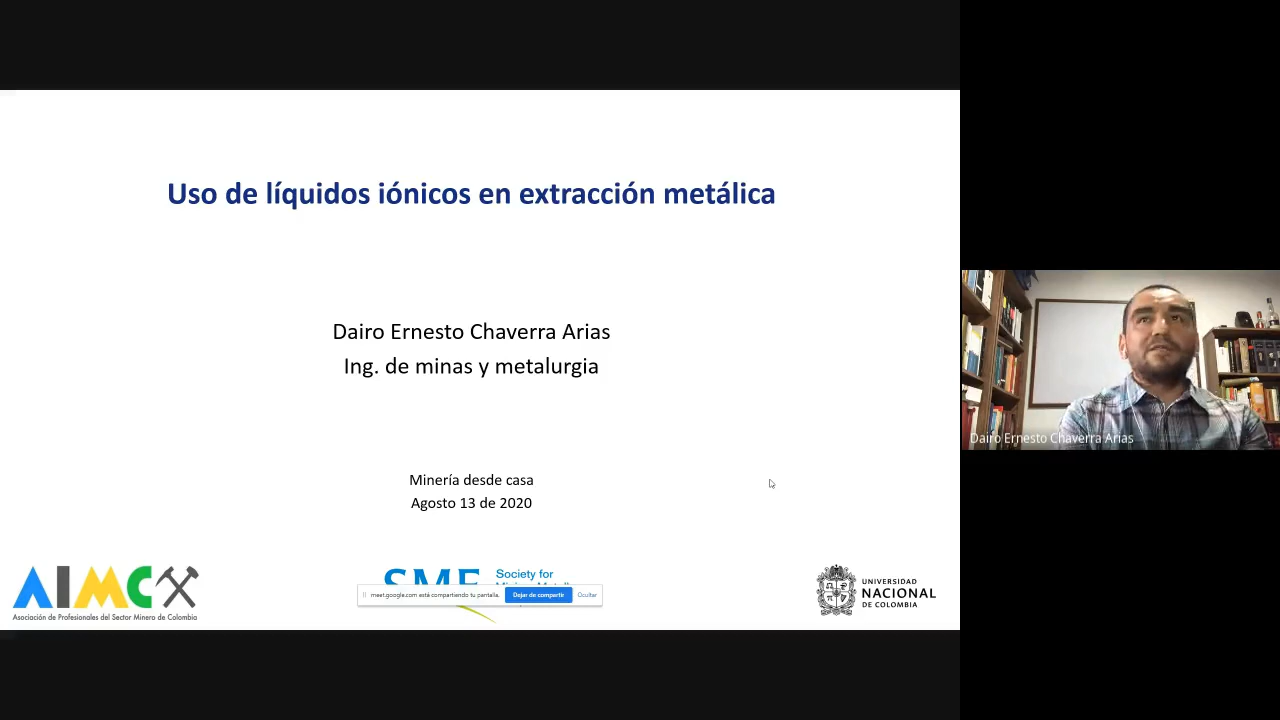 Uso de líquidos iónicos en extracción metálica
Dairo Ernesto Chaverra Arias
Ing. de minas y metalurgia
Minería desde casa
Agosto 13 de 2020
AIMC
Asociación de Profesionales del Sector Minero de Colombia
SME
Society for
meet.google.com está compartiendo tu pantalla.
Dejar de compartir
Ocultar
UNIVERSIDAD
NACIONAL
DE COLOMBIA
Dairo Ernesto Chaverra Arias